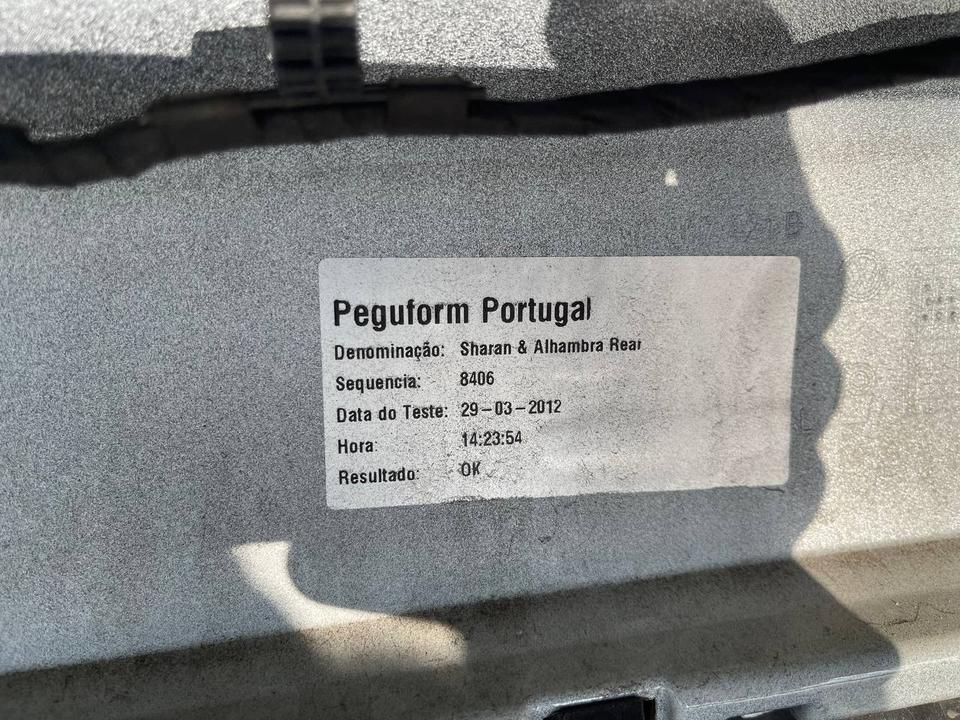 B
Peguform Portugal
Denominação: Sharan & Alhambra Rear
Sequencia: 8406
Data do Teste: 29-03-2012
Hora: 14:23:54
Resultado: OK